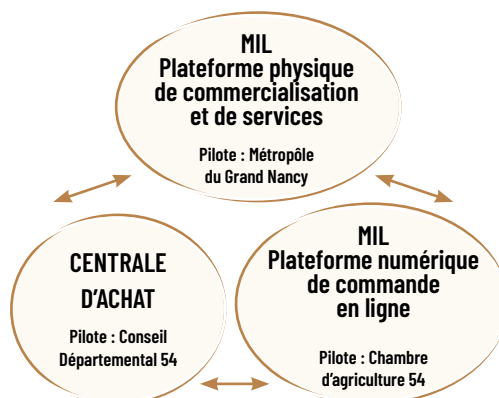 MIL
Plateforme physique
de commercialisation
et de services
Pilote : Métropôle
du Grand Nancy
CENTRALE
D'ACHAT
Pilote : Conseil
Départemental 54
MIL
Plateforme numérique
de commande
en ligne
Pilote : Chambre
d'agriculture 54